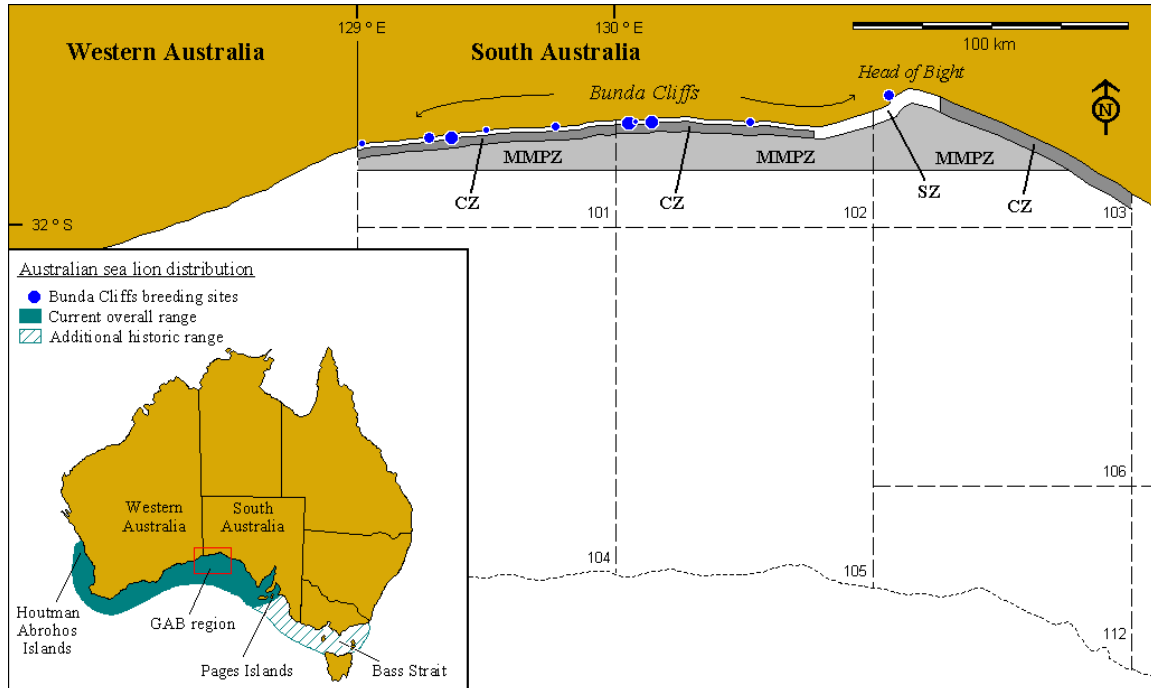 129 º E
130 º E
Western Australia
South Australia
100 km
Head of Bight
Bunda Cliffs
N
MMPZ
MMPZ
MMPZ
CZ
CZ
SZ
CZ
32 º S
101
102
103
Australian sea lion distribution
Bunda Cliffs breeding sites
Current overall range
Additional historic range
106
Western
Australia
South
Australia
104
105
112
Houtman
Abrohos
Islands
GAB region
Pages Islands
Bass Strait